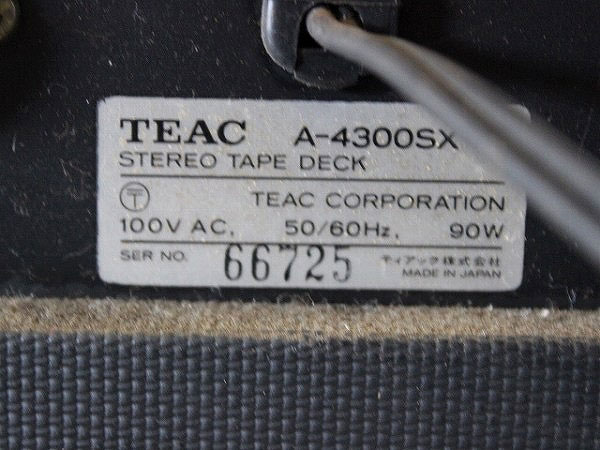 TEAC A-4300SX
STEREO TAPE DECK
〒 TEAC CORPORATION
100V AC, 50/60Hz, 90W
SER NO. 66725 ティアック株式会社
MADE IN JAPAN